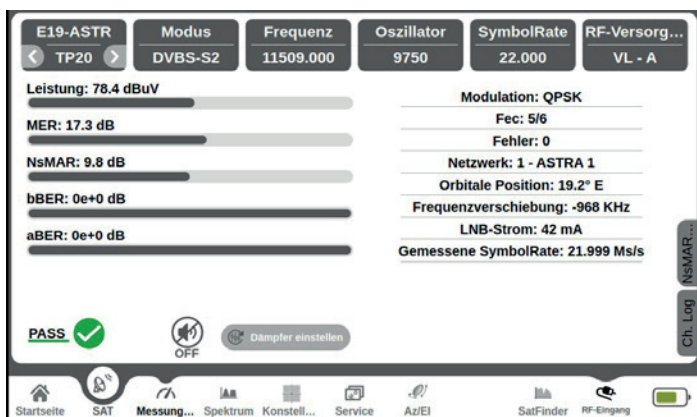 E19-ASTR
TP20
Modus
DVBS-S2
Frequenz
11509.000
Oszillator
9750
SymbolRate
22.000
RF-Versorg...
VL - A
Leistung: 78.4 dBuV
MER: 17.3 dB
NsMAR: 9.8 dB
bBER: 0e+0 dB
aBER: 0e+0 dB
Modulation: QPSK
Fec: 5/6
Fehler: 0
Netzwerk: 1 - ASTRA 1
Orbitale Position: 19.2° E
Frequenzverschiebung: -968 KHz
LNB-Strom: 42 mA
Gemessene SymbolRate: 21.999 Ms/s
NsMAR...
Ch. Log
PASS
OFF
Dämpfer einstellen
Startseite
SAT
Messung...
Spektrum
Konstell...
Service
Az/El
SatFinder
RF-Eingang